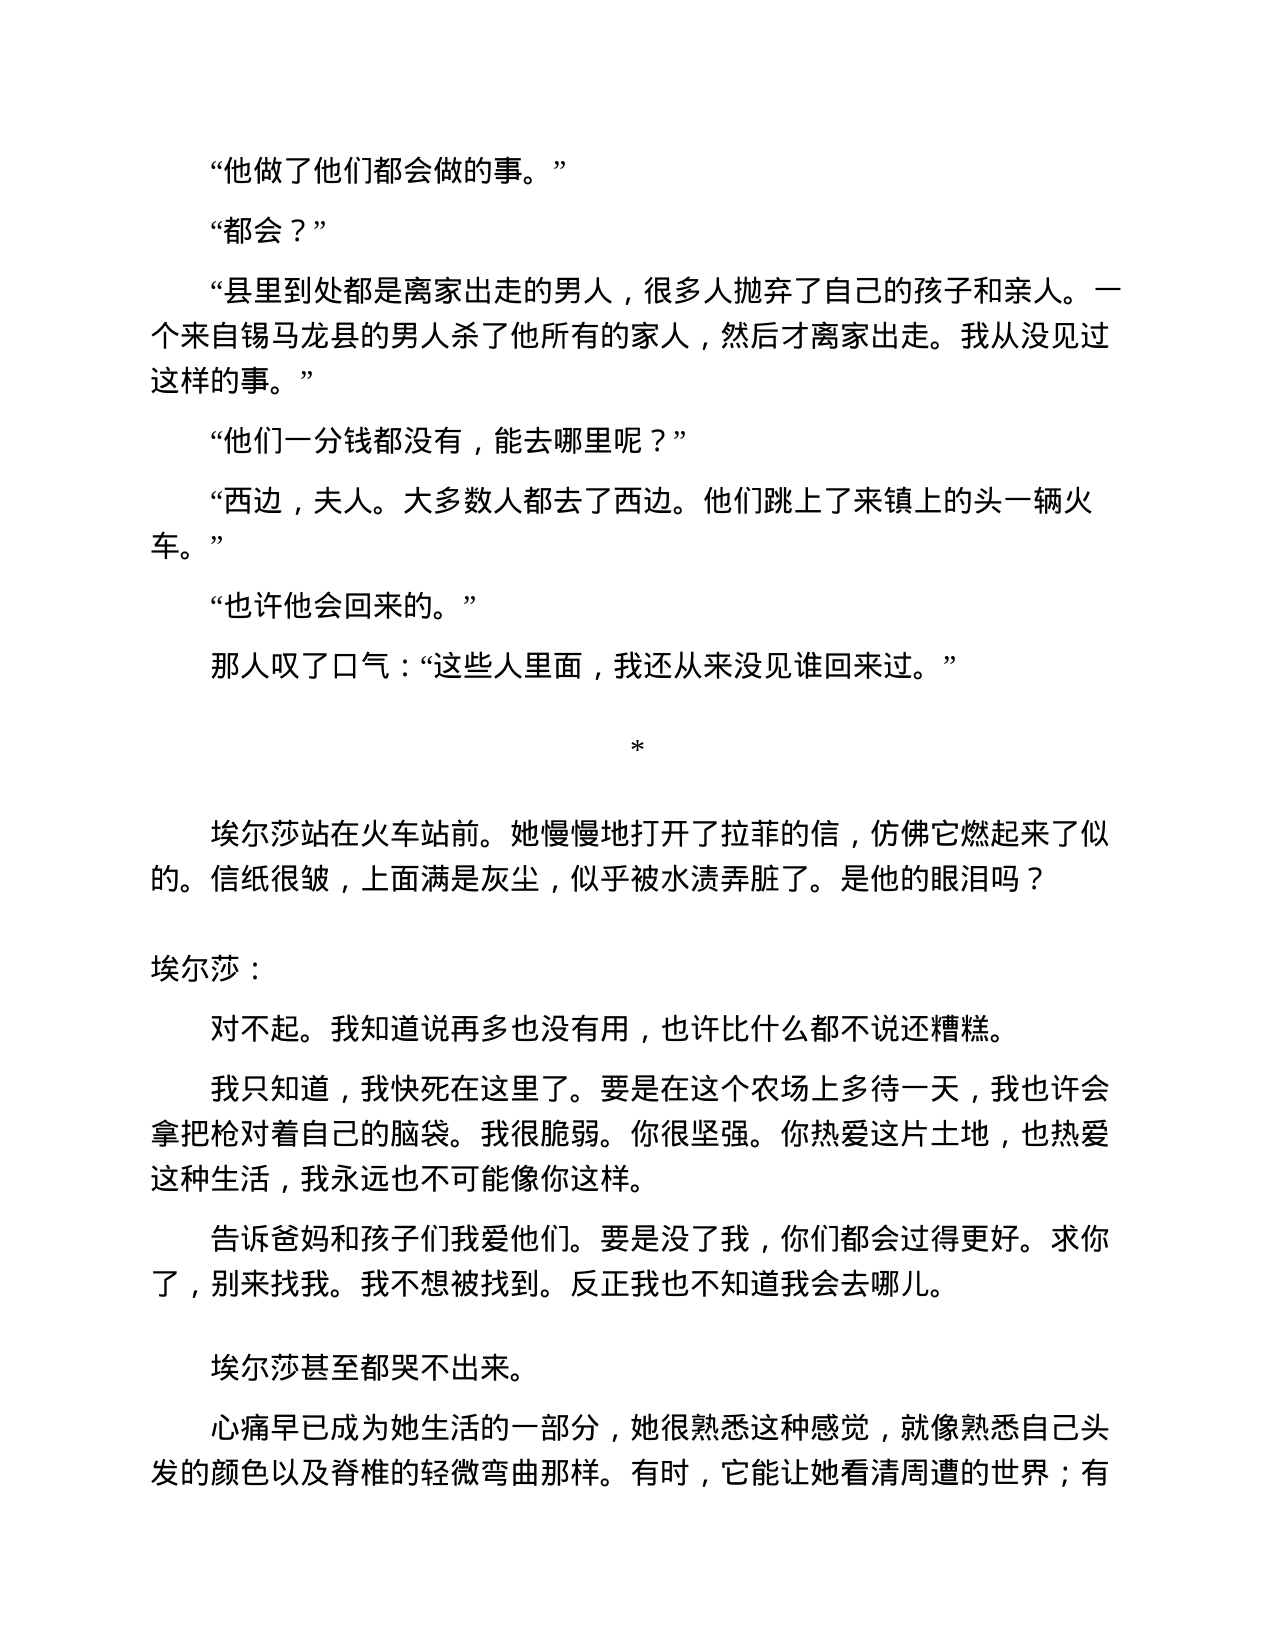 “他做了他们都会做的事。”
“都会？”
“县里到处都是离家出走的男人，很多人抛弃了自己的孩子和亲人。一
个来自锡马龙县的男人杀了他所有的家人，然后才离家出走。我从没见过
这样的事。”
“他们一分钱都没有，能去哪里呢？”
“西边，夫人。大多数人都去了西边。他们跳上了来镇上的头一辆火
车。”
“也许他会回来的。”
那人叹了口气：“这些人里面，我还从来没见谁回来过。”
*
埃尔莎站在火车站前。她慢慢地打开了拉菲的信，仿佛它燃起来了似
的。信纸很皱，上面满是灰尘，似乎被水渍弄脏了。是他的眼泪吗？
埃尔莎：
对不起。我知道说再多也没有用，也许比什么都不说还糟糕。
我只知道，我快死在这里了。要是在这个农场上多待一天，我也许会
拿把枪对着自己的脑袋。我很脆弱。你很坚强。你热爱这片土地，也热爱
这种生活，我永远也不可能像你这样。
告诉爸妈和孩子们我爱他们。要是没了我，你们都会过得更好。求你
了，别来找我。我不想被找到。反正我也不知道我会去哪儿。
埃尔莎甚至都哭不出来。
心痛早已成为她生活的一部分，她很熟悉这种感觉，就像熟悉自己头
发的颜色以及脊椎的轻微弯曲那样。有时，它能让她看清周遭的世界；有